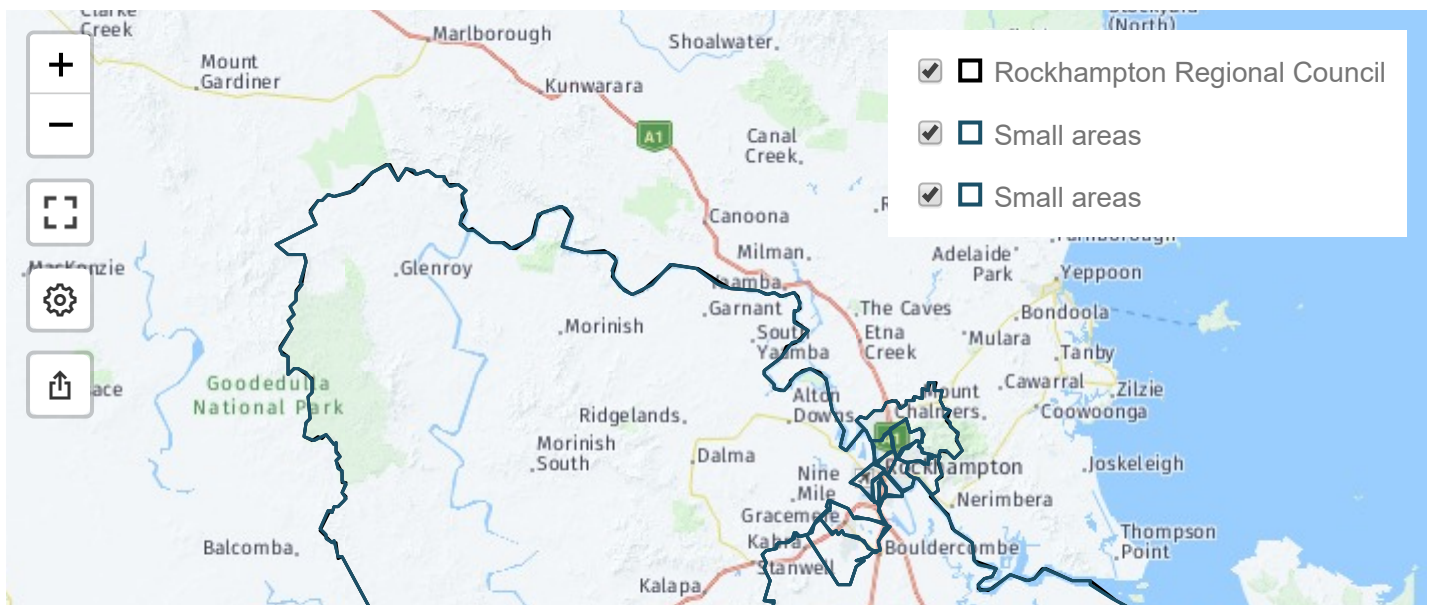 Clarke
Creek
Marlborough
Shoalwater
(North)
Mount
Gardiner
Kunwarara
A1
Canal
Creek
Rockhampton Regional Council
Small areas
Small areas
Canoona
Milman
Adelaide
Park
MacKenzie
Glenroy
Yaamba
Yeppoon
Garnant
The Caves
Bondoola
Morinish
South
Yaamba
Etna
Creek
Mulara
Tanby
Goodedulla
National Park
Alton
Downs
Mount
Chalmers
Cawarral
Zilzie
Ridgelands
Coowoonga
Morinish
South
A1
Dalma
Nine
Mile
Rockhampton
Joskeleigh
Nerimbera
Gracemere
Balcomba
Kabra
Bouldercombe
Thompson
Point
Stanwell
Kalapa